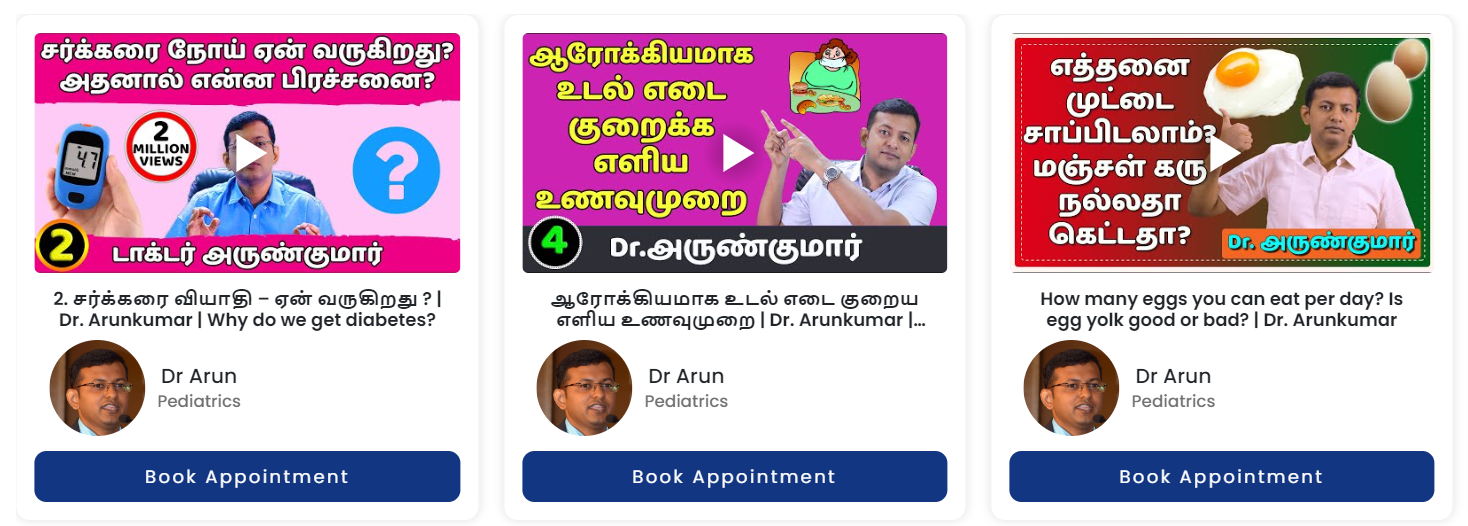 சர்க்கரை நோய் ஏன் வருகிறது?
அதனால் என்ன பிரச்சனை?
2
MILLION
VIEWS
47
2
டாக்டர் அருண்குமார்
2. சர்க்கரை வியாதி – ஏன் வருகிறது ? |
Dr. Arunkumar | Why do we get diabetes?
Dr Arun
Pediatrics
Book Appointment
ஆரோக்கியமாக
உடல் எடை
குறைக்க
எளிய
உணவுமுறை
4
Dr.அருண்குமார்
ஆரோக்கியமாக உடல் எடை குறைய
எளிய உணவுமுறை | Dr. Arunkumar |...
Dr Arun
Pediatrics
Book Appointment
எத்தனை
முட்டை
சாப்பிடலாம்?
மஞ்சள் கரு
நல்லதா
கெட்டதா?
Dr. அருண்குமார்
How many eggs you can eat per day? Is
egg yolk good or bad? | Dr. Arunkumar
Dr Arun
Pediatrics
Book Appointment